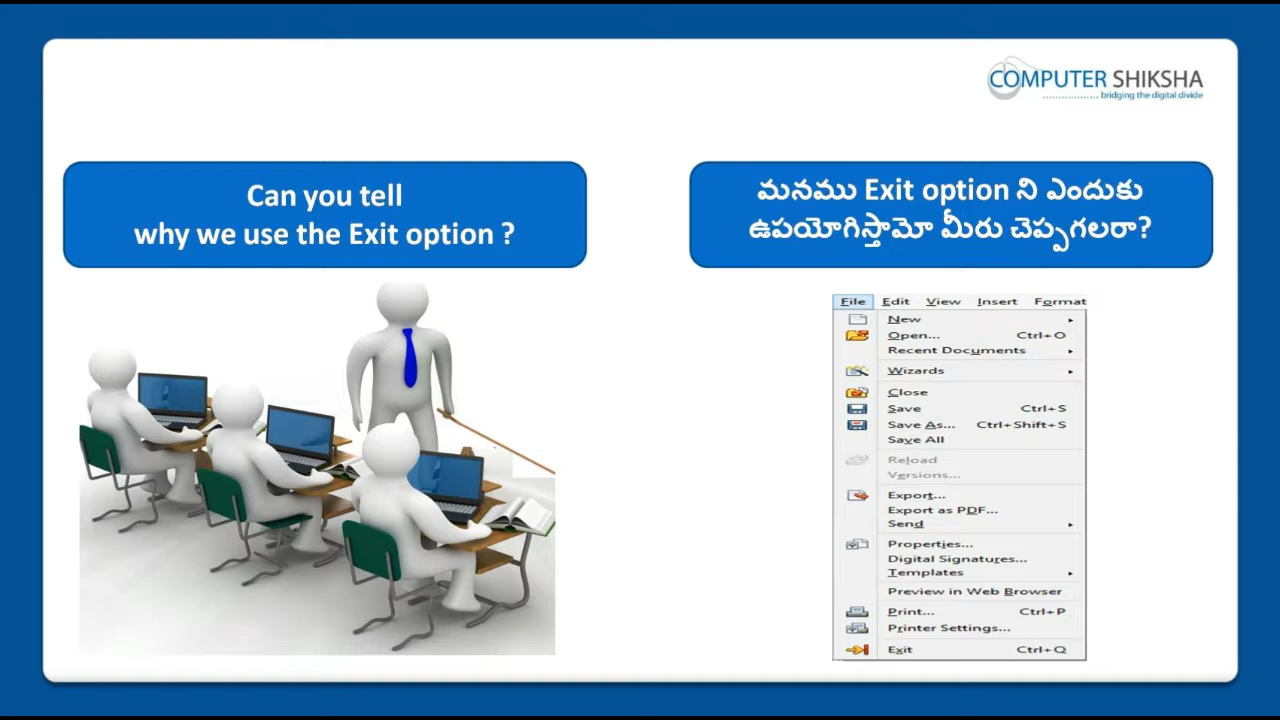 COMPUTER SHIKSHA
bridging the digital divide
Can you tell
why we use the Exit option ?
మనము Exit option ని ఎందుకు
ఉపయోగిస్తామో మీరు చెప్పగలరా?
File Edit View Insert Format
New
Open... Ctrl+O
Recent Documents
Wizards
Close
Save Ctrl+S
Save As... Ctrl+Shift+S
Save All
Reload
Versions...
Export...
Export as PDF...
Send
Properties...
Digital Signatures...
Templates
Preview in Web Browser
Print... Ctrl+P
Printer Settings...
Exit Ctrl+Q